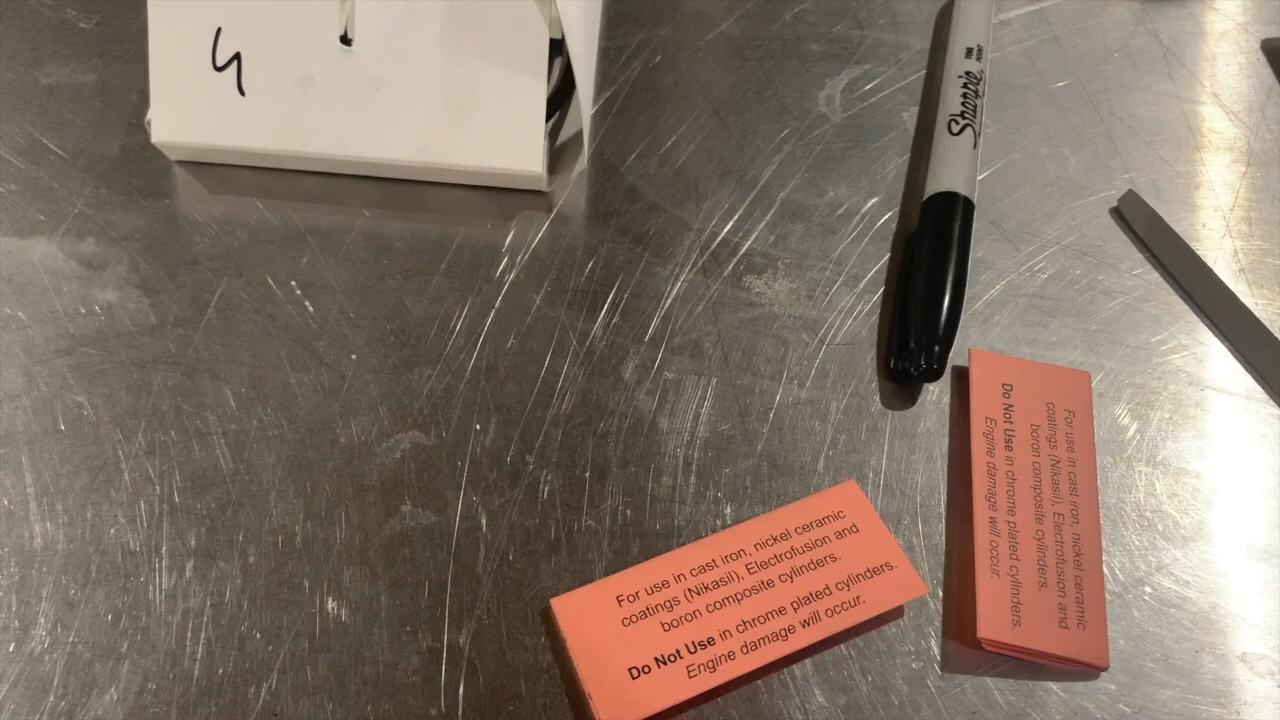 4
Sharpie
FINE
POINT
For use in cast iron, nickel ceramic
coatings (Nikasil), Electrofusion and
boron composite cylinders.
Do Not Use in chrome plated cylinders.
Engine damage will occur.
For use in cast iron, nickel ceramic
coatings (Nikasil), Electrofusion and
boron composite cylinders.
Do Not Use in chrome plated cylinders.
Engine damage will occur.